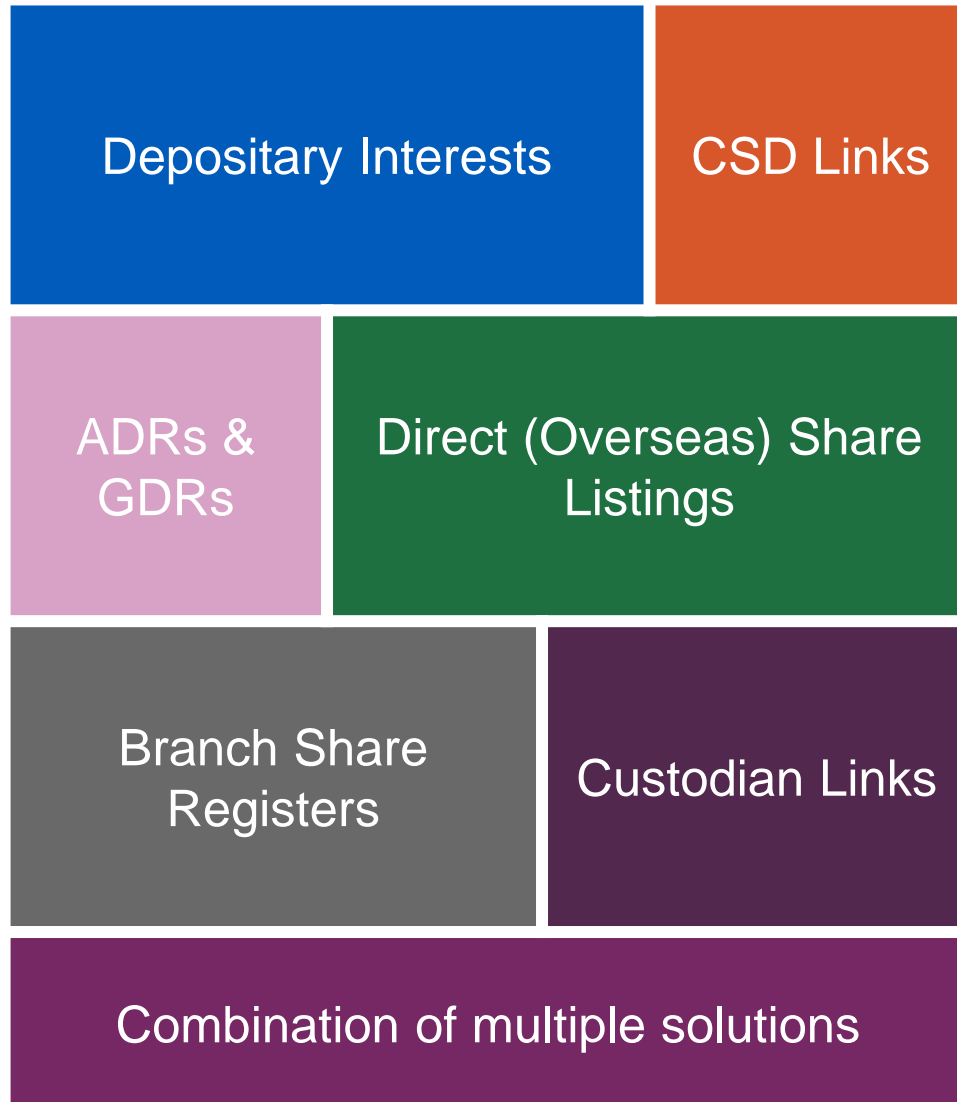 Depositary Interests
CSD Links
ADRs &
GDRs
Direct (Overseas) Share
Listings
Branch Share
Registers
Custodian Links
Combination of multiple solutions